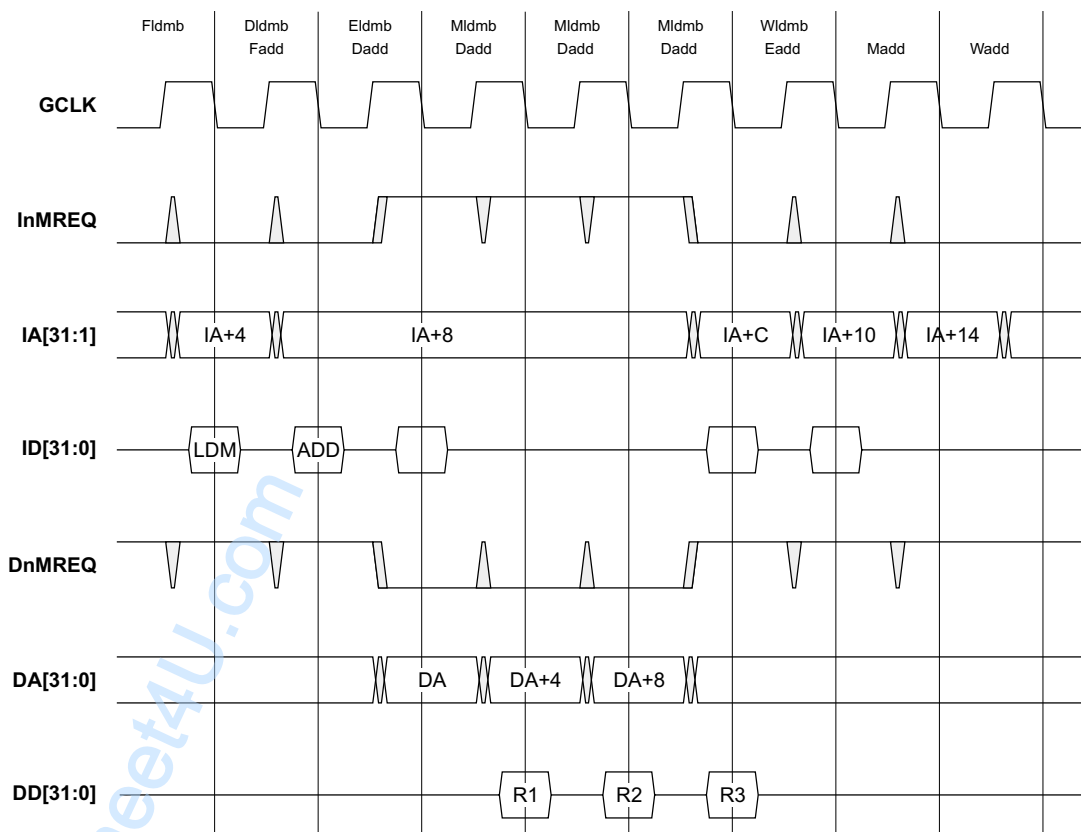 Fldmb Dldmb Eldmb Mldmb Mldmb Mldmb Wldmb
Fadd Dadd Dadd Dadd Dadd Eadd Madd Wadd
GCLK
InMREQ
IA[31:1] IA+4 IA+8 IA+C IA+10 IA+14
ID[31:0] LDM ADD
DnMREQ
DA[31:0] DA DA+4 DA+8
DD[31:0] R1 R2 R3
eet4U.com